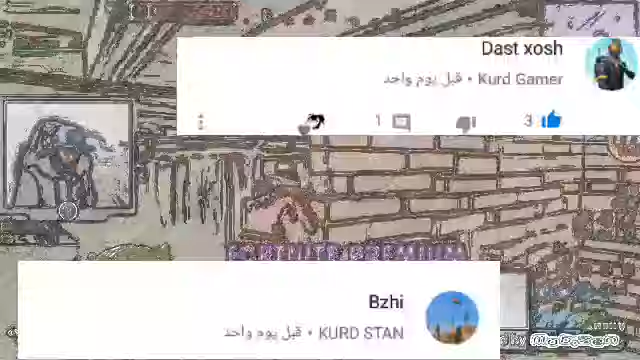 Dast xosh
Kurd Gamer • قبل يوم واحد
1
3
Bzhi
KURD STAN • قبل يوم واحد